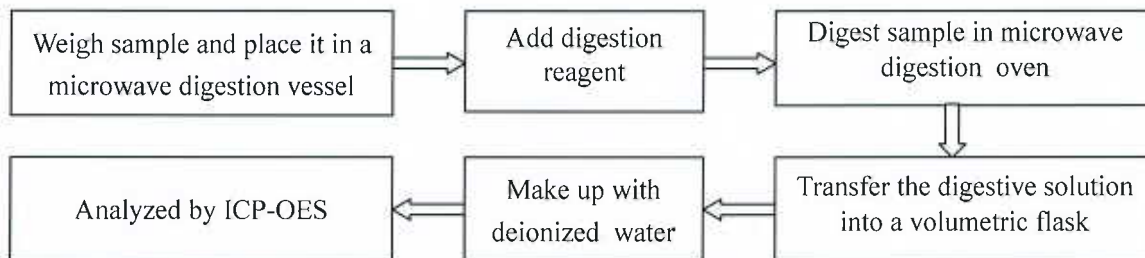 Weigh sample and place it in a
microwave digestion vessel
Add digestion
reagent
Digest sample in microwave
digestion oven
Transfer the digestive solution
into a volumetric flask
Make up with
deionized water
Analyzed by ICP-OES